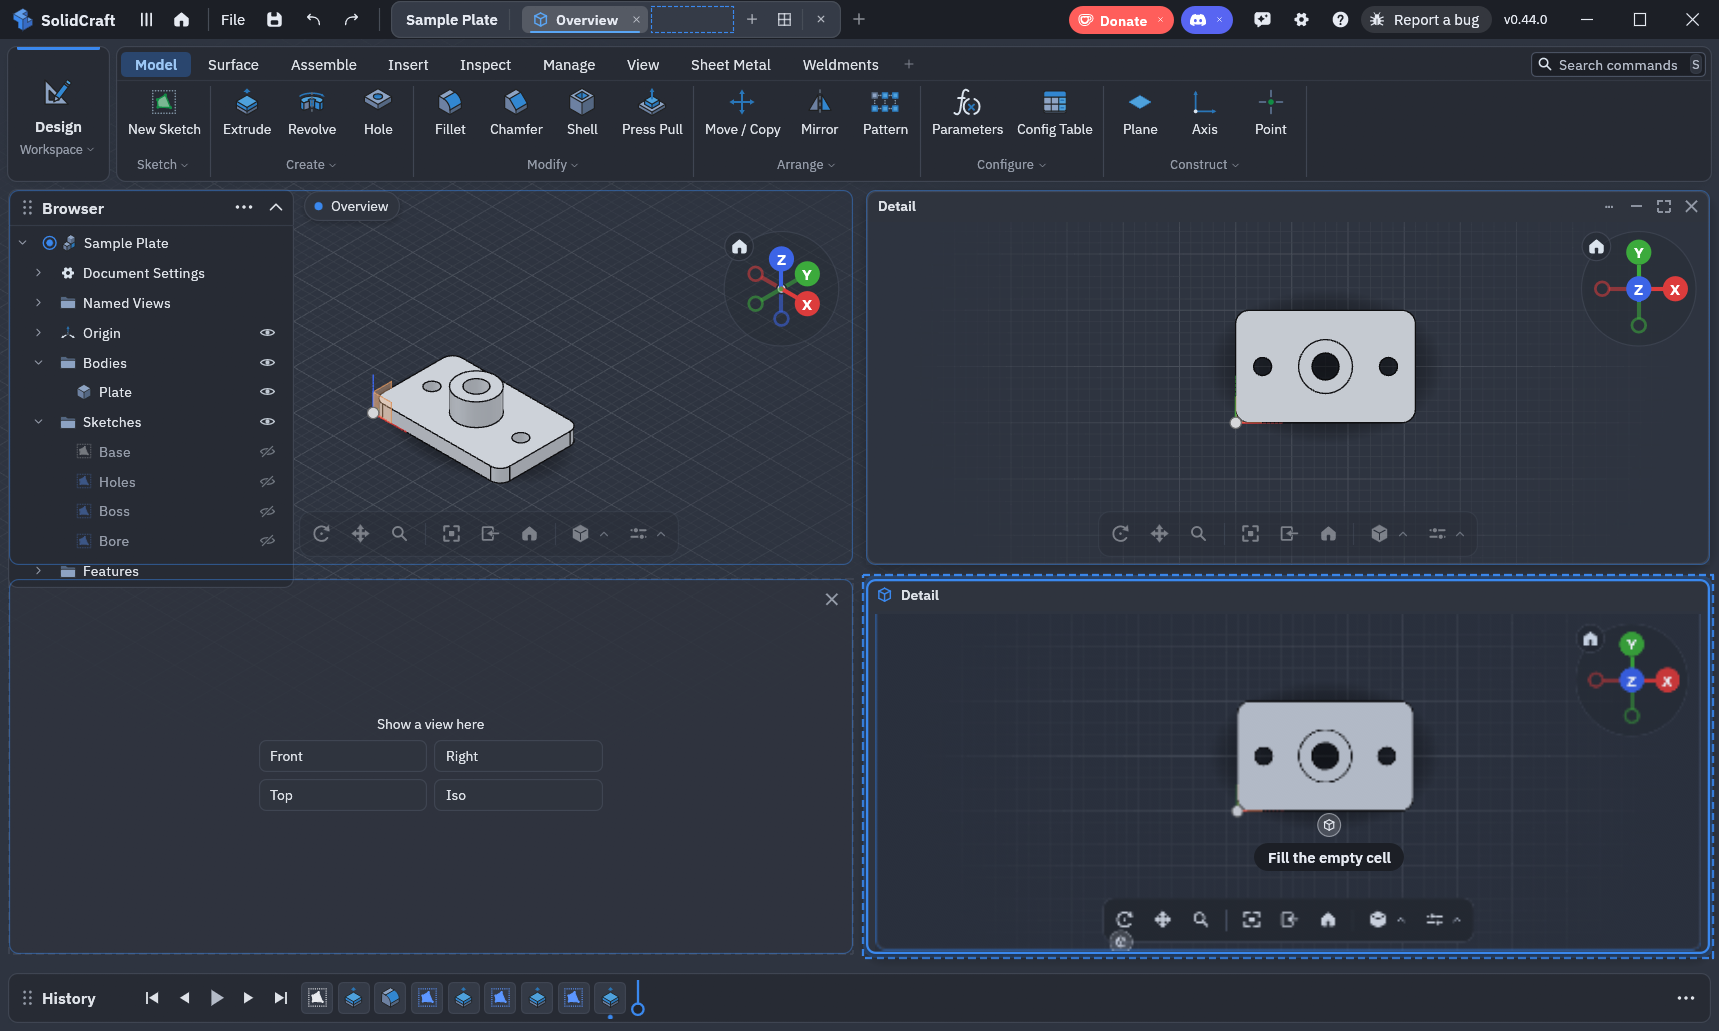 SolidCraft
File
Sample Plate
Overview
Donate
Report a bug
v0.44.0
Design
Workspace
Model
Surface
Assemble
Insert
Inspect
Manage
View
Sheet Metal
Weldments
Search commands
S
New Sketch
Extrude
Revolve
Hole
Fillet
Chamfer
Shell
Press Pull
Move / Copy
Mirror
Pattern
Parameters
Config Table
Plane
Axis
Point
Sketch
Create
Modify
Arrange
Configure
Construct
Browser
Sample Plate
Document Settings
Named Views
Origin
Bodies
Plate
Sketches
Base
Holes
Boss
Bore
Features
Overview
Z
Y
X
Detail
Y
Z
X
Show a view here
Front
Right
Top
Iso
Detail
Y
Z
X
Fill the empty cell
History